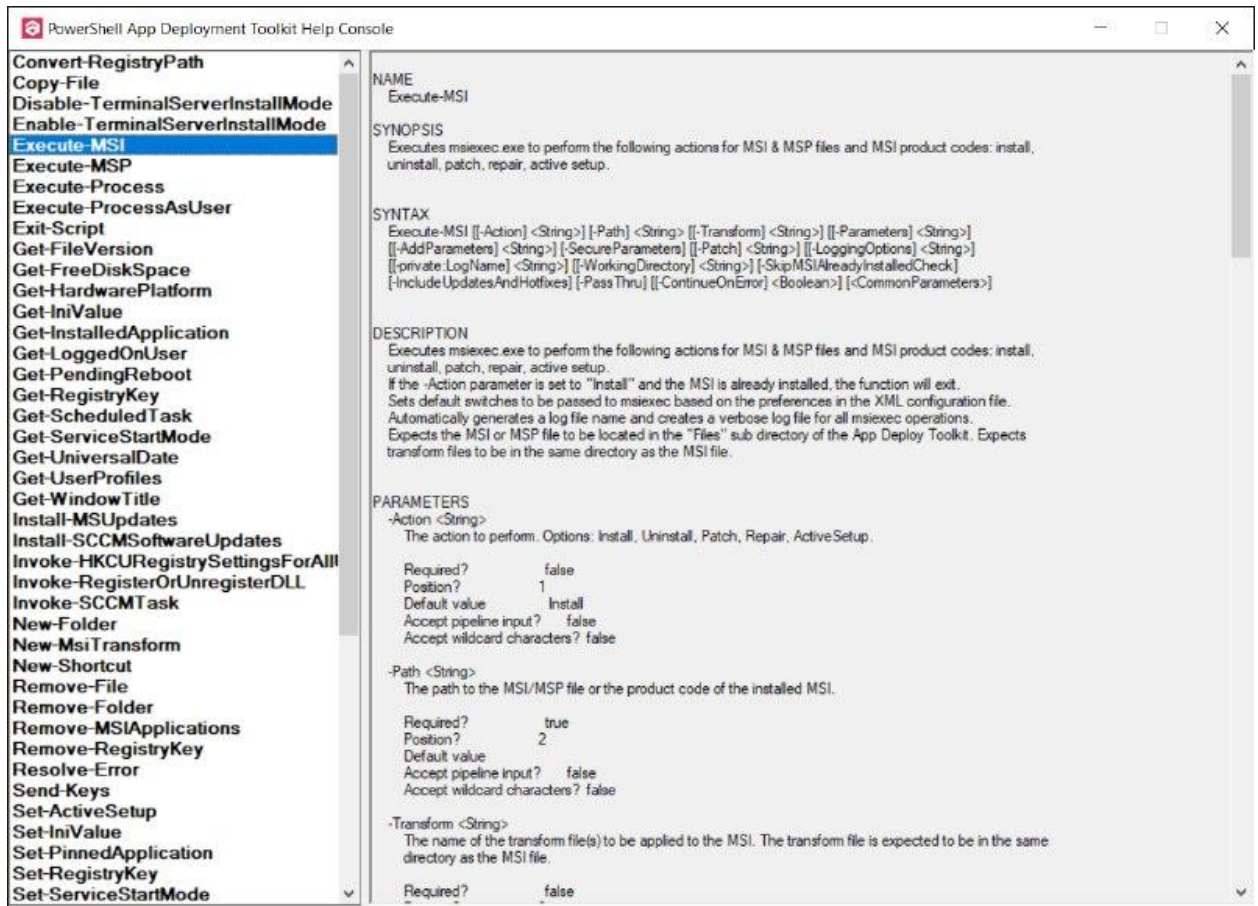 PowerShell App Deployment Toolkit Help Console
Convert-RegistryPath
Copy-File
Disable-TerminalServerInstallMode
Enable-TerminalServerInstallMode
Execute-MSI
Execute-MSP
Execute-Process
Execute-ProcessAsUser
Exit-Script
Get-FileVersion
Get-FreeDiskSpace
Get-HardwarePlatform
Get-IniValue
Get-InstalledApplication
Get-LoggedOnUser
Get-PendingReboot
Get-RegistryKey
Get-ScheduledTask
Get-ServiceStartMode
Get-UniversalDate
Get-UserProfiles
Get-WindowTitle
Install-MSUpdates
Install-SCCMSoftwareUpdates
Invoke-HKCURegistrySettingsForAll
Invoke-RegisterOrUnregisterDLL
Invoke-SCCMTask
New-Folder
New-MsiTransform
New-Shortcut
Remove-File
Remove-Folder
Remove-MSIApplications
Remove-RegistryKey
Resolve-Error
Send-Keys
Set-ActiveSetup
Set-IniValue
Set-PinnedApplication
Set-RegistryKey
Set-ServiceStartMode
NAME
Execute-MSI
SYNOPSIS
Executes msiexec.exe to perform the following actions for MSI & MSP files and MSI product codes: install,
uninstall, patch, repair, active setup.
SYNTAX
Execute-MSI [[-Action] <String>] [-Path] <String> [[-Transform] <String>] [[-Parameters] <String>]
[[-AddParameters] <String>] [-SecureParameters] [[-Patch] <String>] [[-LoggingOptions] <String>]
[[-private:LogName] <String>] [[-WorkingDirectory] <String>] [-SkipMSIAlreadyInstalledCheck]
[-IncludeUpdatesAndHotfixes] [-PassThru] [[-ContinueOnError] <Boolean>] [<CommonParameters>]
DESCRIPTION
Executes msiexec.exe to perform the following actions for MSI & MSP files and MSI product codes: install,
uninstall, patch, repair, active setup.
If the -Action parameter is set to "Install" and the MSI is already installed, the function will exit.
Sets default switches to be passed to msiexec based on the preferences in the XML configuration file.
Automatically generates a log file name and creates a verbose log file for all msiexec operations.
Expects the MSI or MSP file to be located in the "Files" sub directory of the App Deploy Toolkit. Expects
transform files to be in the same directory as the MSI file.
PARAMETERS
-Action <String>
The action to perform. Options: Install, Uninstall, Patch, Repair, ActiveSetup.
Required? false
Position? 1
Default value Install
Accept pipeline input? false
Accept wildcard characters? false
-Path <String>
The path to the MSI/MSP file or the product code of the installed MSI.
Required? true
Position? 2
Default value
Accept pipeline input? false
Accept wildcard characters? false
-Transform <String>
The name of the transform file(s) to be applied to the MSI. The transform file is expected to be in the same
directory as the MSI file.
Required? false